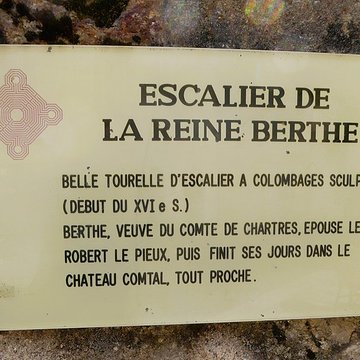 ESCALIER DE
LA REINE BERTHE
BELLE TOURELLE D'ESCALIER A COLOMBAGES SCULP
(DEBUT DU XVI e S.)
BERTHE, VEUVE DU COMTE DE CHARTRES, EPOUSE LE
ROBERT LE PIEUX, PUIS FINIT SES JOURS DANS LE
CHATEAU COMTAL, TOUT PROCHE.